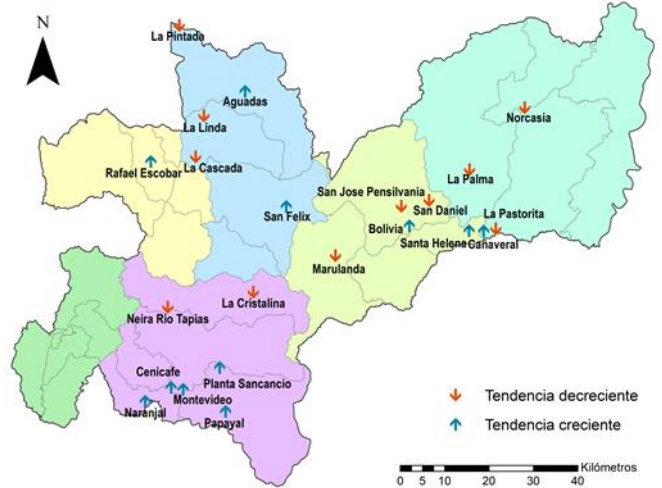 N
La Pintada
Aguadas
La Linda
Norcasia
La Cascada
Rafael Escobar
La Palma
San Jose Pensilvania
San Daniel
San Felix
La Pastorita
Bolivia
Santa Helena
Cañaveral
Marulanda
La Cristalina
Neira Rio Tapias
Cenicafe
Planta Sancancio
Montevideo
Naranjal
Papayal
Tendencia decreciente
Tendencia creciente
Kilómetros
0 5 10 20 30 40